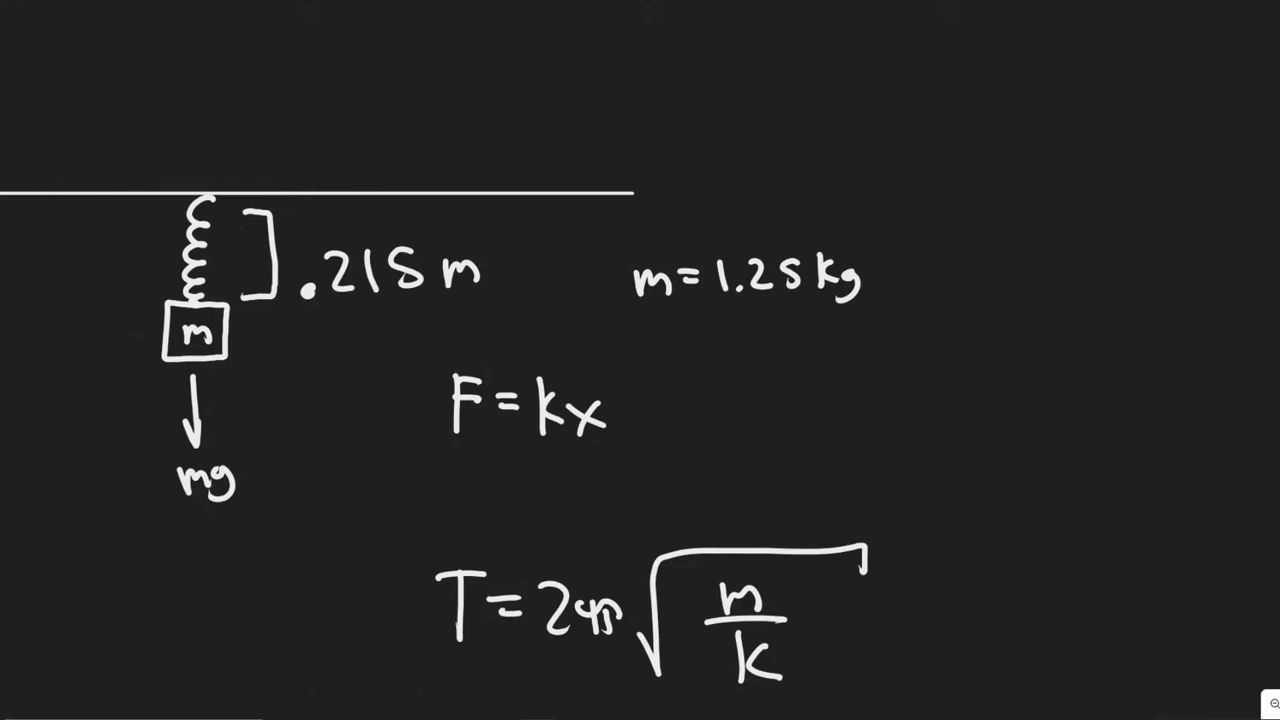 .215 m
m=1.25 kg
m
F=kx
mg
T=2π√(m/k)